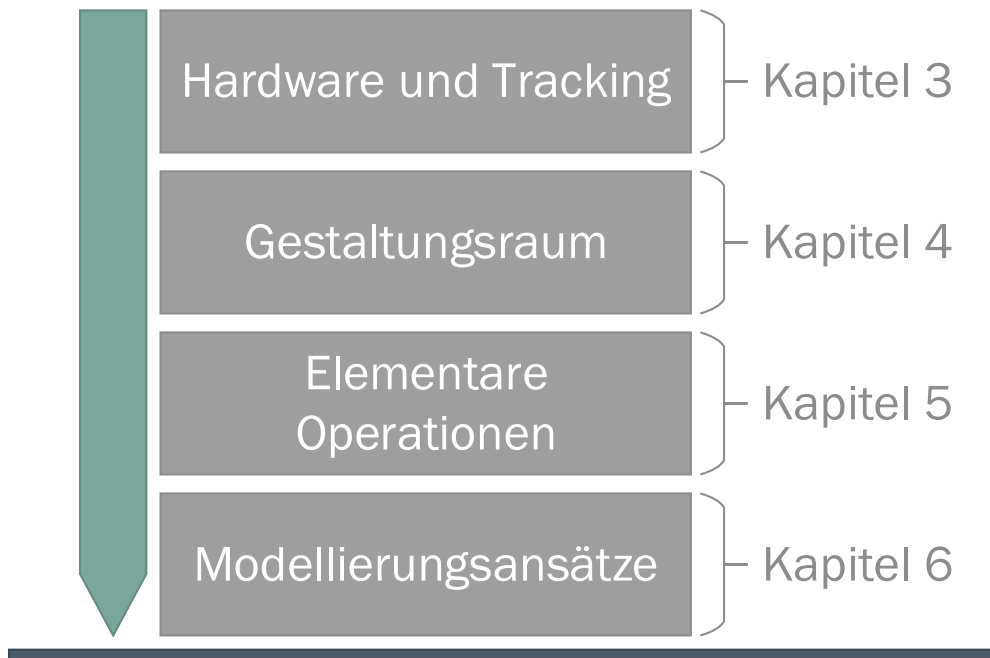 Hardware und Tracking
Kapitel 3
Gestaltungsraum
Kapitel 4
Elementare
Operationen
Kapitel 5
Modellierungsansätze
Kapitel 6